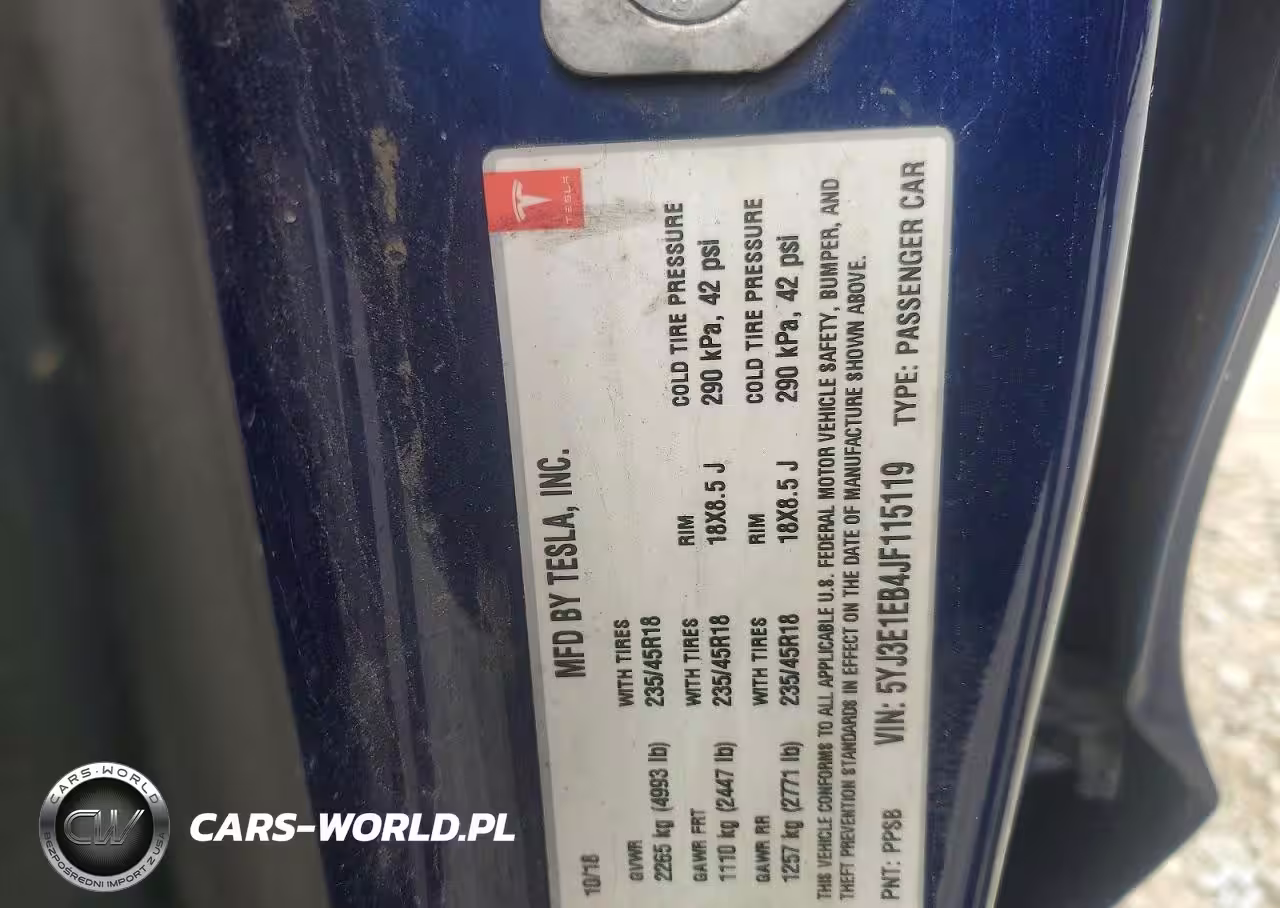 TESLA
MFD BY TESLA, INC.
10/18
GVWR WITH TIRES
2265 kg (4993 lb) 235/45R18
GAWR FRT WITH TIRES RIM COLD TIRE PRESSURE
1110 kg (2447 lb) 235/45R18 18X8.5 J 290 kPa, 42 psi
GAWR RR WITH TIRES RIM COLD TIRE PRESSURE
1257 kg (2771 lb) 235/45R18 18X8.5 J 290 kPa, 42 psi
THIS VEHICLE CONFORMS TO ALL APPLICABLE U.S. FEDERAL MOTOR VEHICLE SAFETY, BUMPER, AND
THEFT PREVENTION STANDARDS IN EFFECT ON THE DATE OF MANUFACTURE SHOWN ABOVE.
PNT: PPSB VIN: 5YJ3E1EB4JF115119 TYPE: PASSENGER CAR
CARS-WORLD
CW
BEZPOŚREDNI IMPORT Z USA
CARS-WORLD.PL